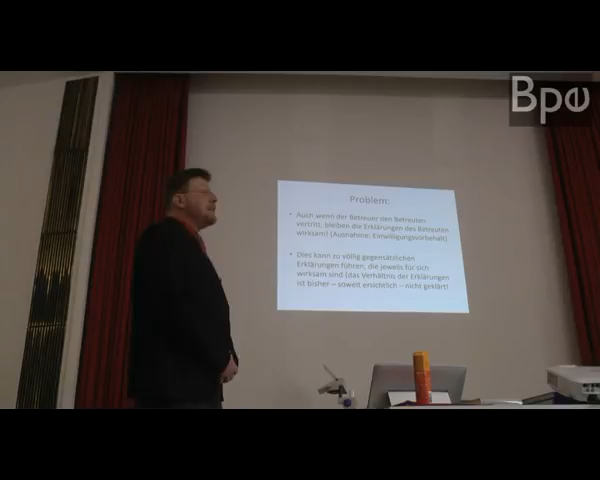 Bpe
Problem:
• Auch wenn der Betreuer den Betreuten
vertritt, bleiben die Erklärungen des Betreuten
wirksam! (Ausnahme: Einwilligungsvorbehalt)
• Dies kann zu völlig gegensätzlichen
Erklärungen führen, die jeweils für sich
wirksam sind (das Verhältnis der Erklärungen
ist bisher – soweit ersichtlich – nicht geklärt!